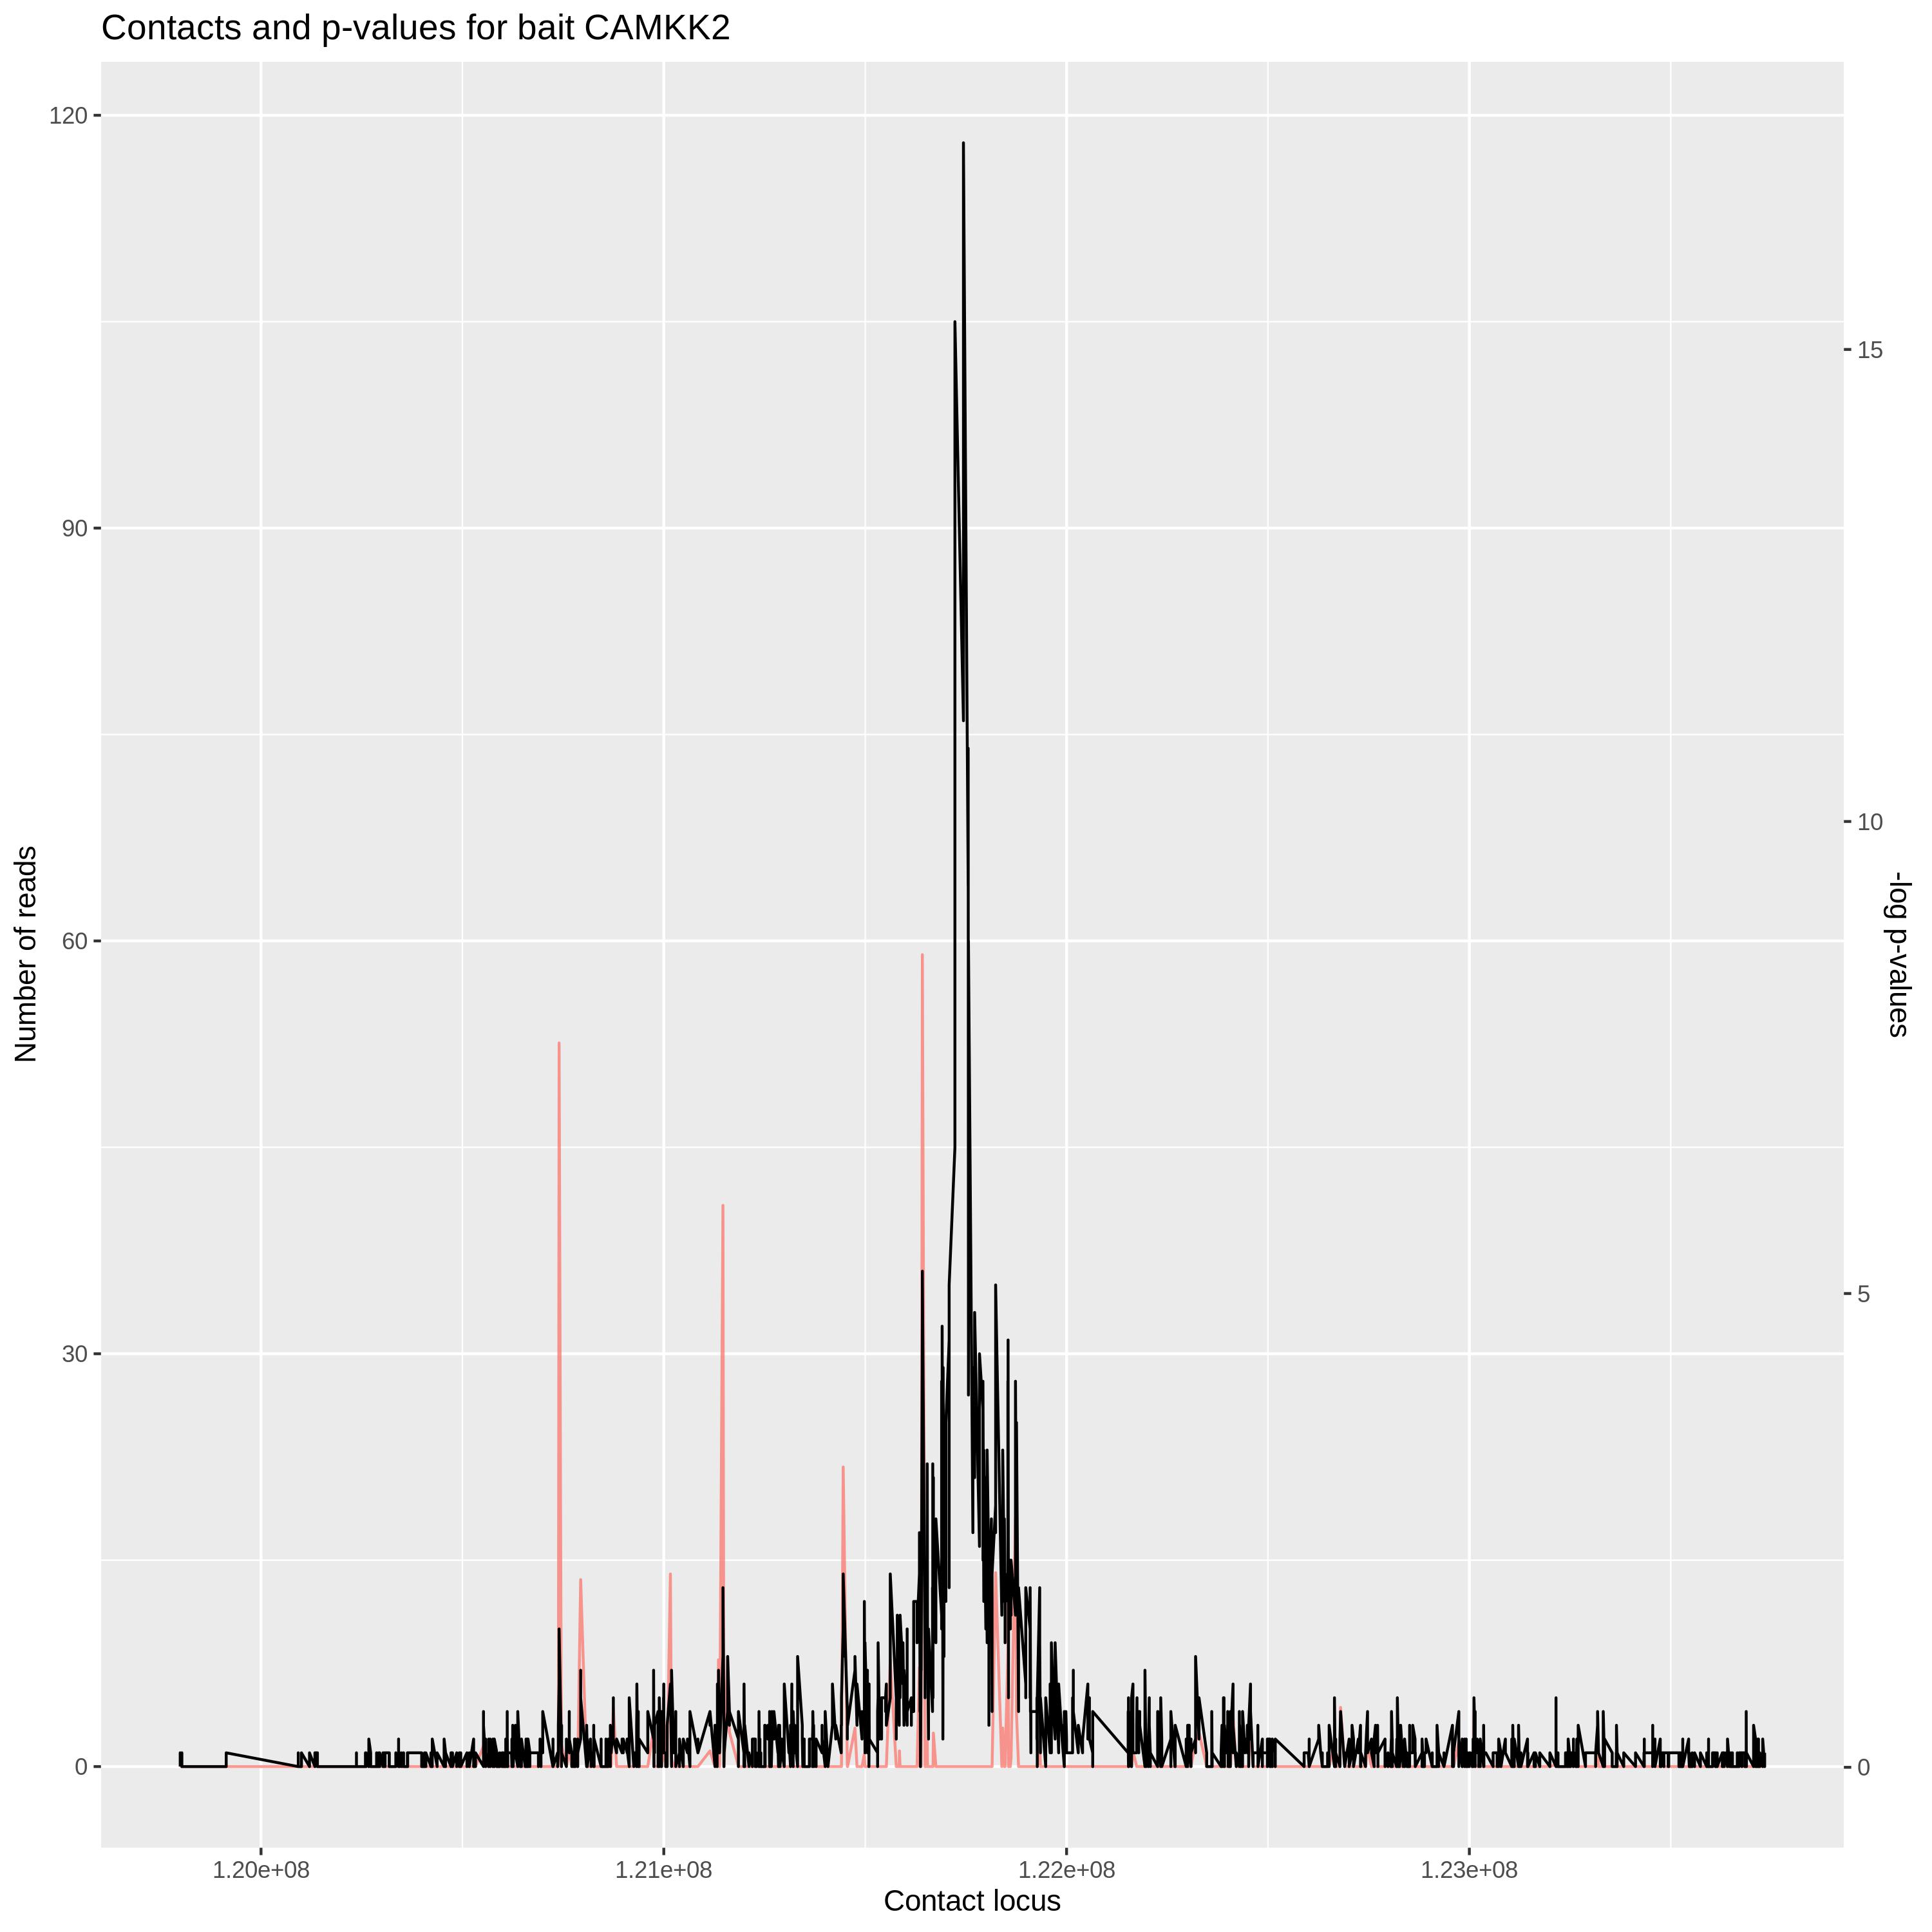 Contacts and p-values for bait CAMKK2
120
90
60
30
0
Number of reads
15
10
5
0
-log p-values
1.20e+08
1.21e+08
1.22e+08
1.23e+08
Contact locus